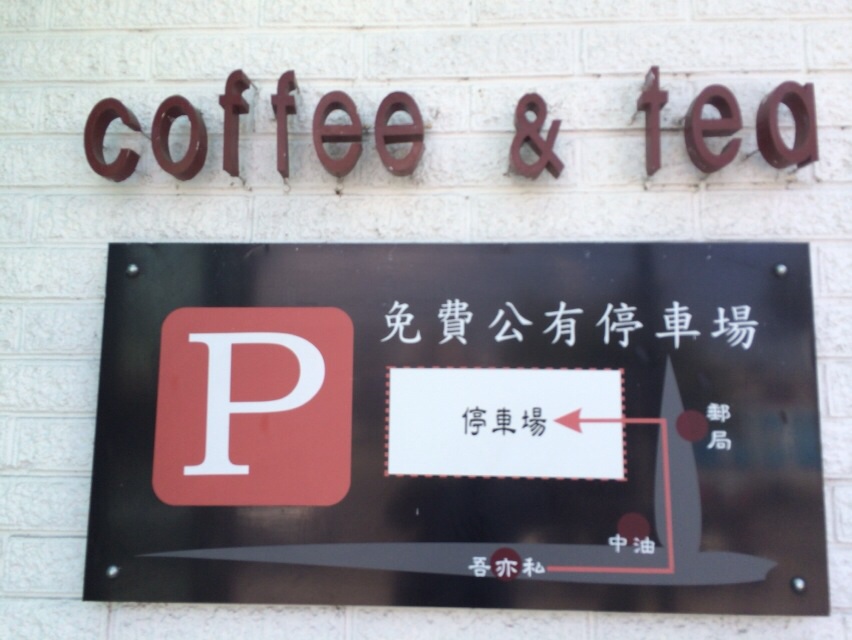 coffee & tea
P
免費公有停車場
停車場
郵局
中油
吾亦私